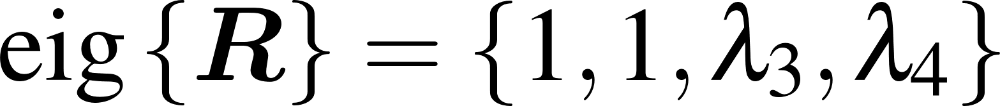 eig{𝑹} = {1, 1, λ₃, λ₄}